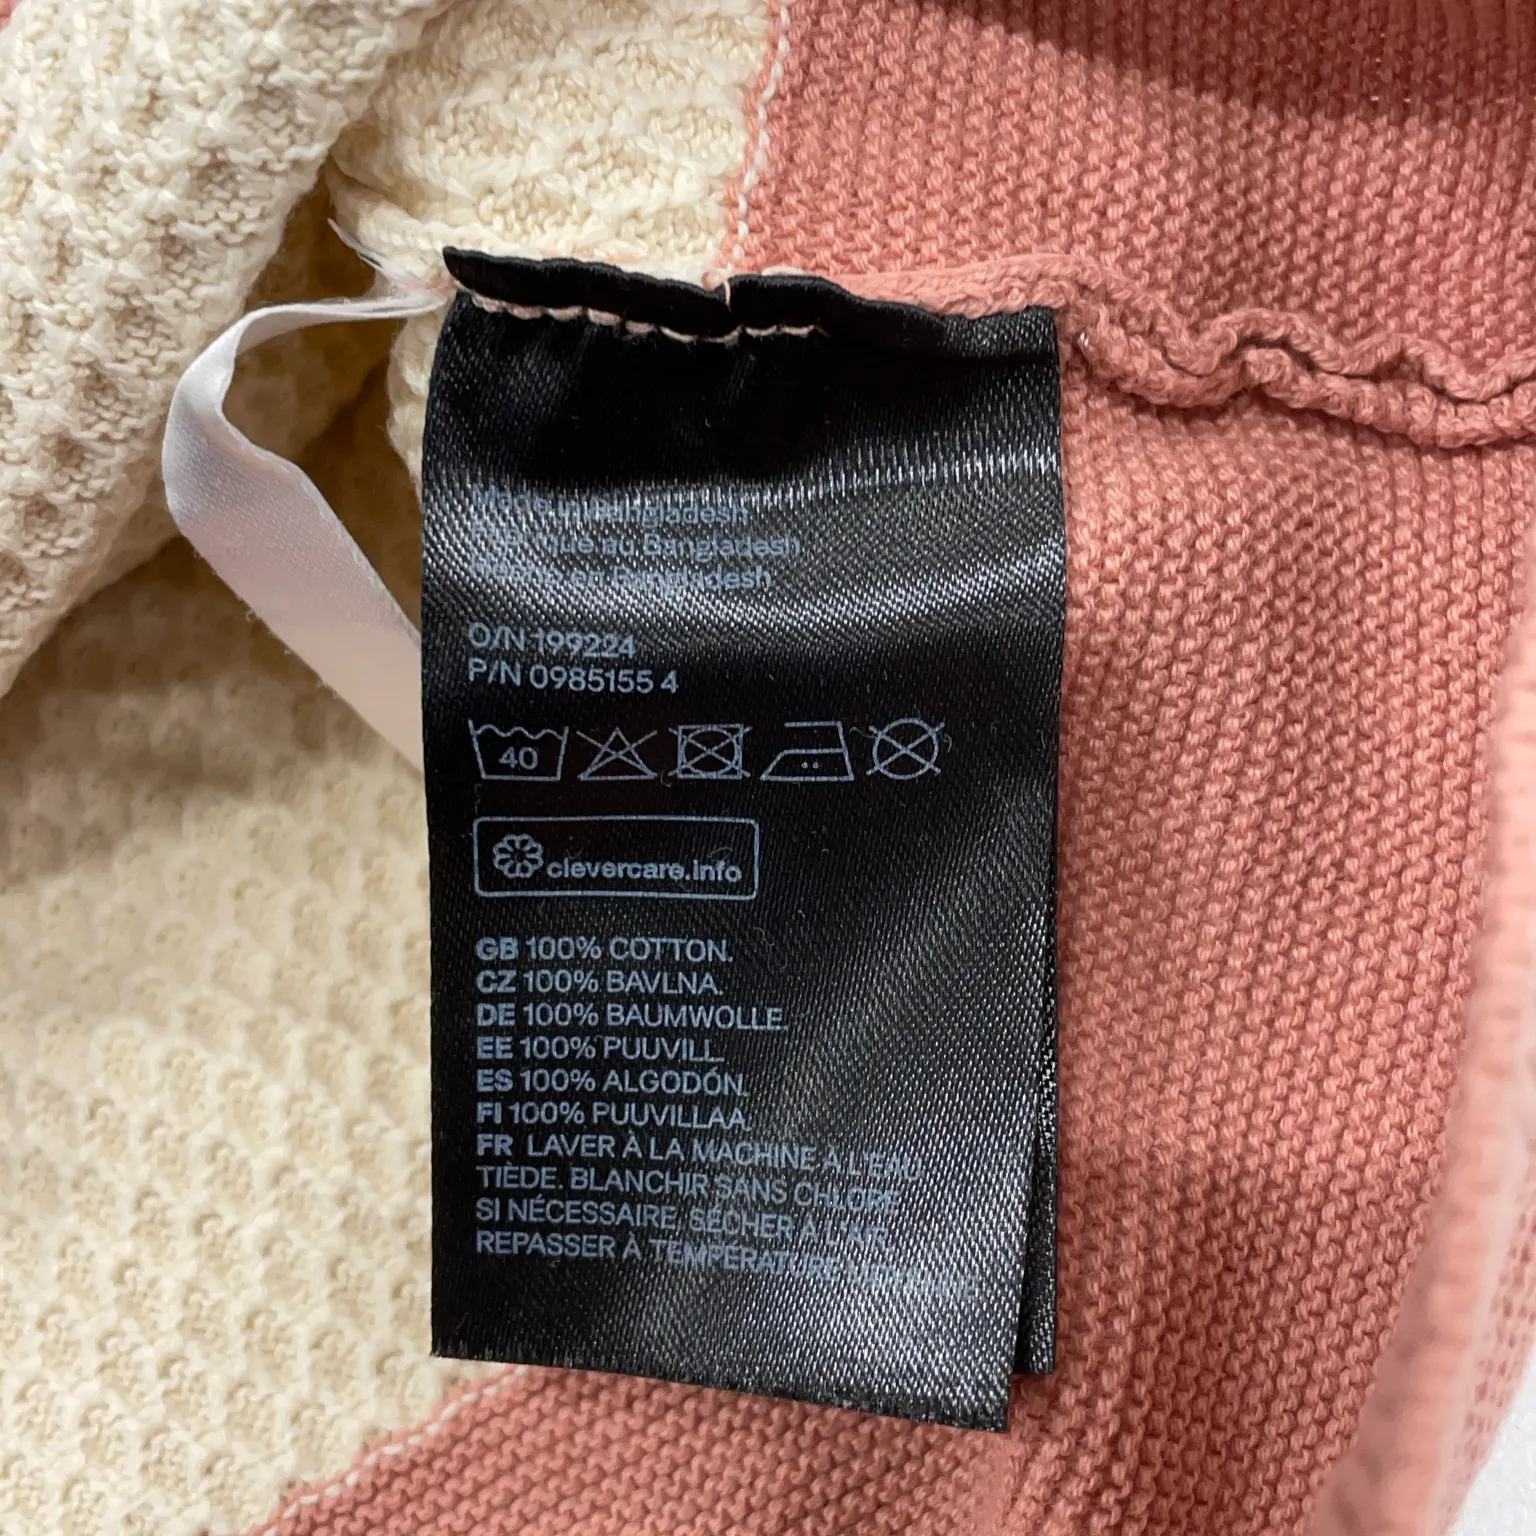 Made in Bangladesh
au Bangladesh
en Bangladesh
O/N 199224
P/N 0985155 4
40
clevercare.info
GB 100% COTTON.
CZ 100% BAVLNA.
DE 100% BAUMWOLLE.
EE 100% PUUVILL.
ES 100% ALGODÓN.
FI 100% PUUVILLAA.
FR LAVER À LA MACHINE À L'EAU
TIÈDE. BLANCHIR SANS CHLORE
SI NÉCESSAIRE. SÉCHER À L'AIR.
REPASSER À TEMPÉRATURE